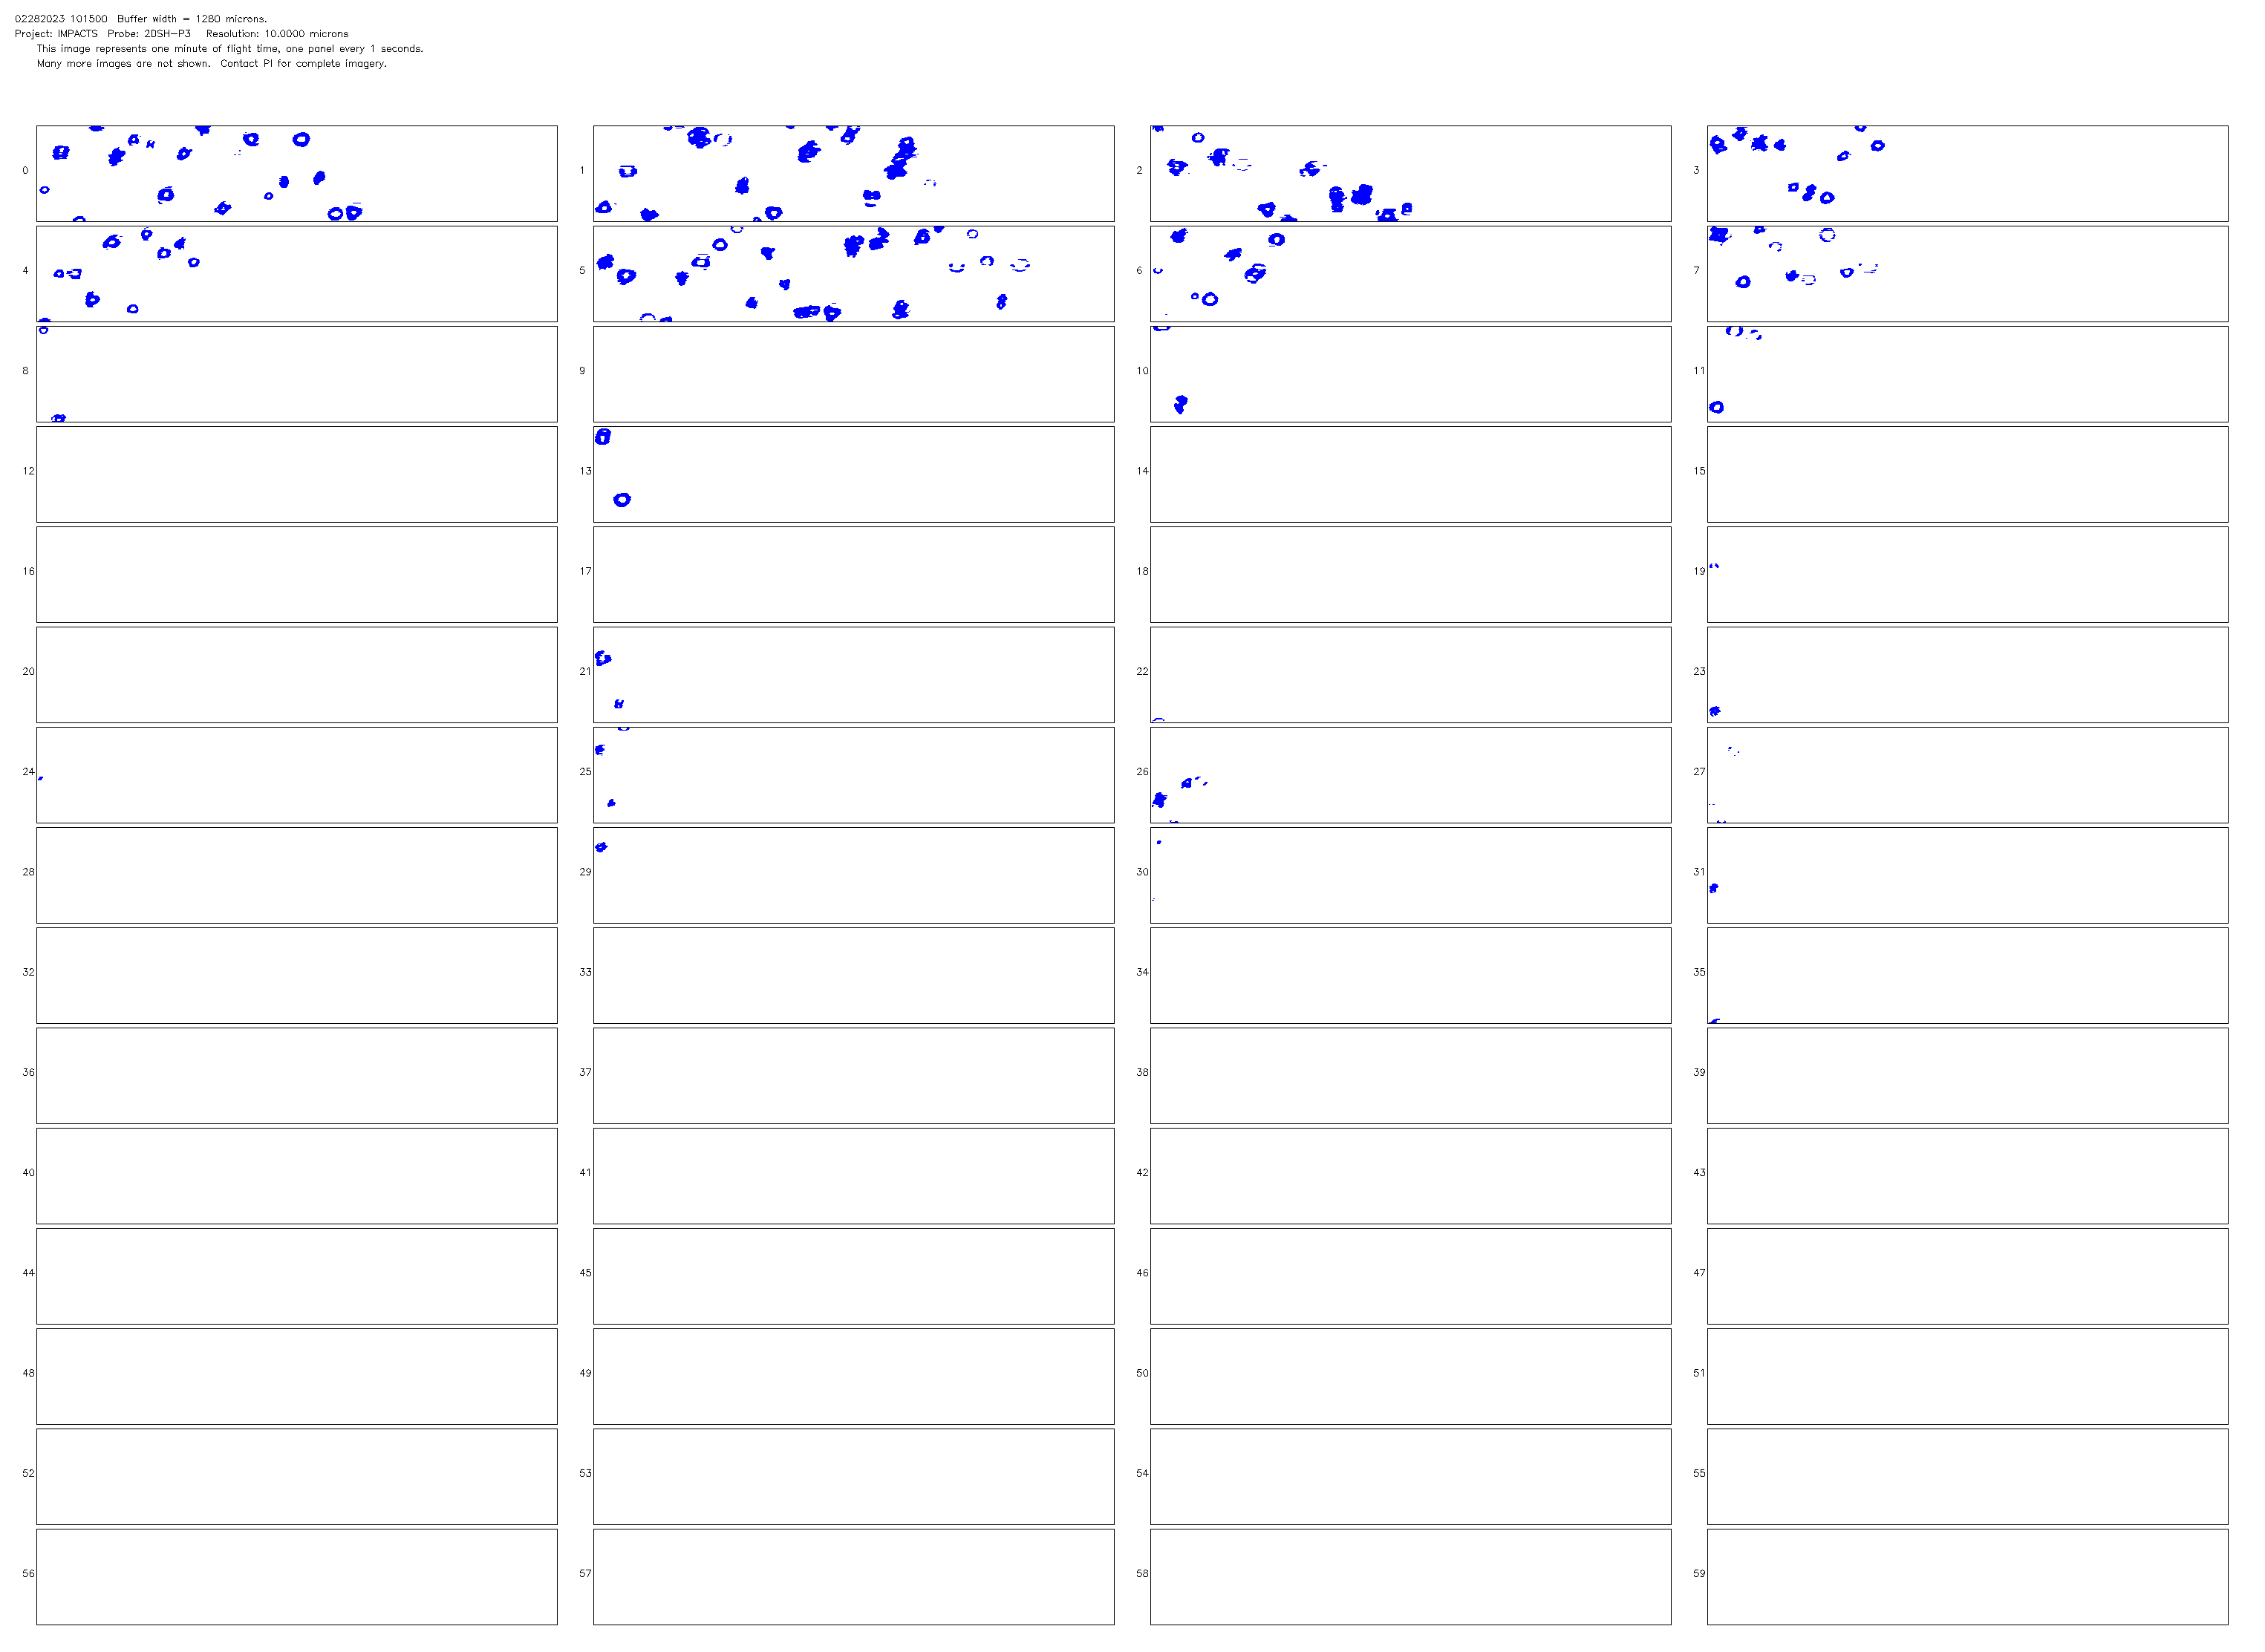 02282023 101500  Buffer width = 1280 microns.
Project: IMPACTS  Probe: 2DSH-P3  Resolution: 10.0000 microns
This image represents one minute of flight time, one panel every 1 seconds.
Many more images are not shown.  Contact PI for complete imagery.
0 1 2 3
4 5 6 7
8 9 10 11
12 13 14 15
16 17 18 19
20 21 22 23
24 25 26 27
28 29 30 31
32 33 34 35
36 37 38 39
40 41 42 43
44 45 46 47
48 49 50 51
52 53 54 55
56 57 58 59